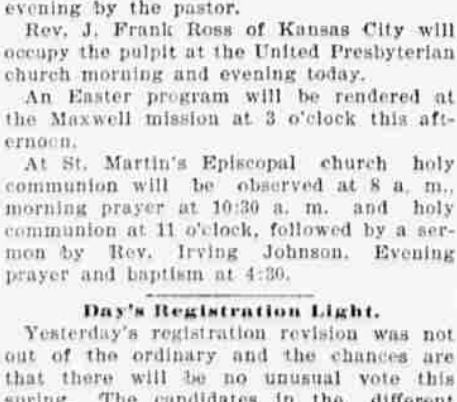 evening by the pastor.
Rev. J. Frank Ross of Kansas City will
occupy the pulpit at the United Presbyterian
church morning and evening today.
An Easter program will be rendered at
the Maxwell mission at 3 o'clock this aft-
ernoon.
At St. Martin's Episcopal church holy
communion will be observed at 8 a. m.,
morning prayer at 10:30 a. m. and holy
communion at 11 o'clock, followed by a ser-
mon by Rev. Irving Johnson. Evening
prayer and baptism at 4:30.
Day's Registration Light.
Yesterday's registration revision was not
out of the ordinary and the chances are
that there will be no unusual vote this
spring. The candidates in the different